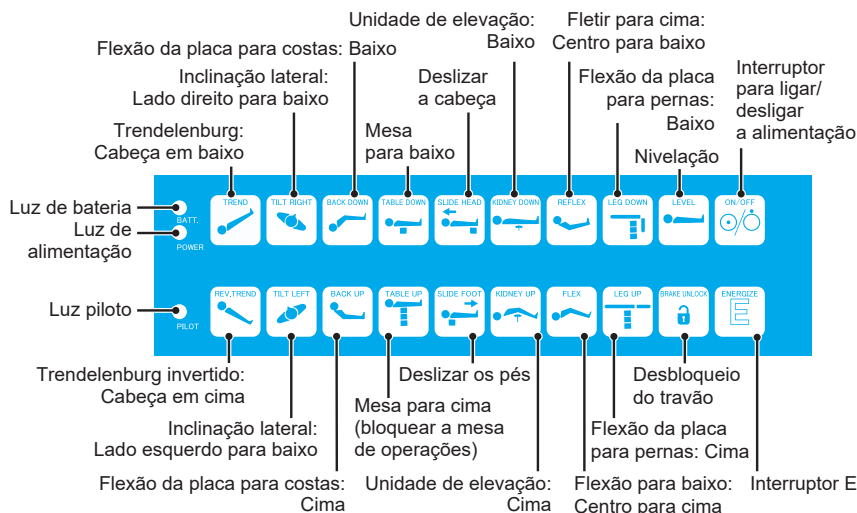 Unidade de elevação:
Baixo
Fletir para cima:
Centro para baixo
Flexão da placa para costas: Baixo
Inclinação lateral:
Lado direito para baixo
Deslizar
a cabeça
Flexão da placa
para pernas:
Baixo
Interruptor
para ligar/
desligar
a alimentação
Trendelenburg:
Cabeça em baixo
Mesa
para baixo
Nivelação
Luz de bateria
Luz de
alimentação
BATT.
POWER
TREND
TILT RIGHT
BACK DOWN
TABLE DOWN
SLIDE HEAD
KIDNEY DOWN
REFLEX
LEG DOWN
LEVEL
ON/OFF
Luz piloto
PILOT
REV,TREND
TILT LEFT
BACK UP
TABLE UP
SLIDE FOOT
KIDNEY UP
FLEX
LEG UP
BRAKE UNLOCK
ENERGIZE
E
Trendelenburg invertido:
Cabeça em cima
Deslizar os pés
Desbloqueio
do travão
Inclinação lateral:
Lado esquerdo para baixo
Mesa para cima
(bloquear a mesa
de operações)
Flexão da placa
para pernas: Cima
Flexão da placa para costas:
Cima
Unidade de elevação:
Cima
Flexão para baixo:
Centro para cima
Interruptor E